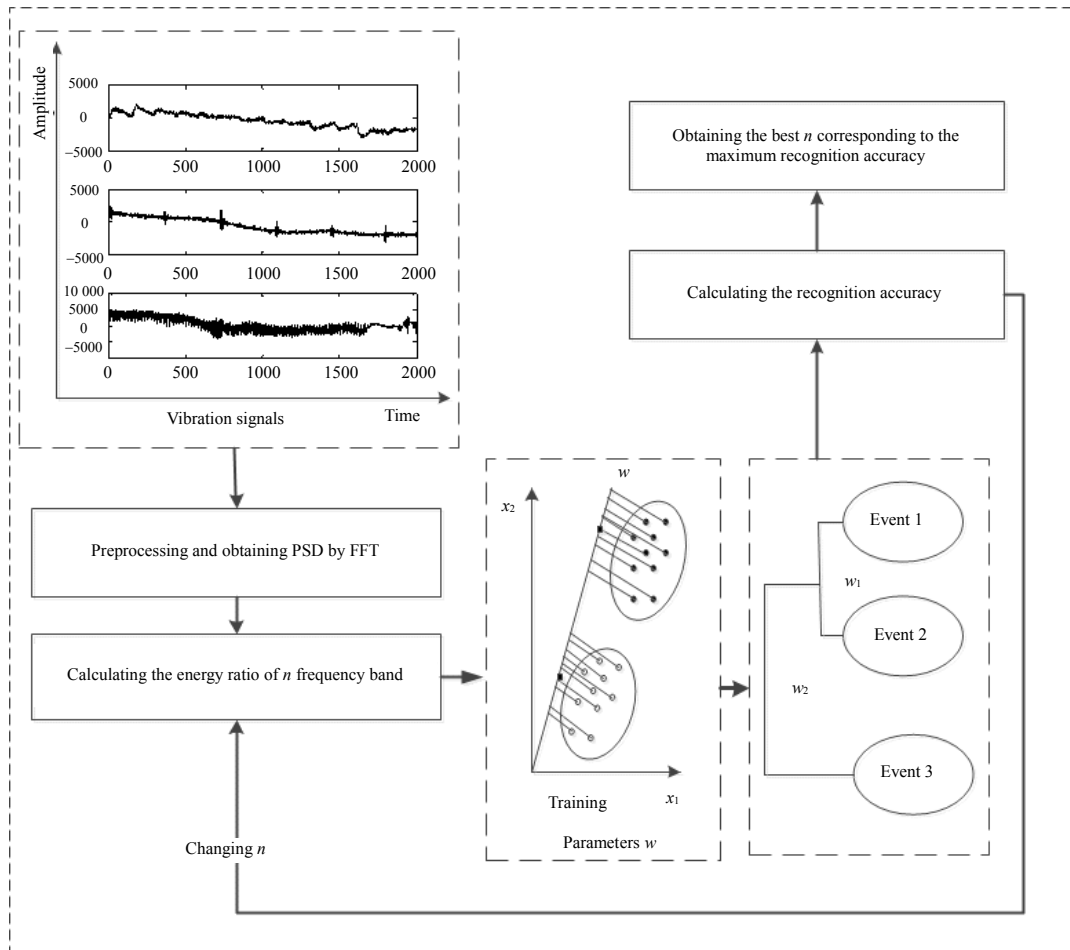 Amplitude
5000
0
−5000
0 500 1000 1500 2000
5000
0
−5000
0 500 1000 1500 2000
10 000
5000
0
−5000
0 500 1000 1500 2000
Vibration signals
Time
Preprocessing and obtaining PSD by FFT
Calculating the energy ratio of n frequency band
Changing n
w
x2
x1
Training
Parameters w
Event 1
w1
Event 2
w2
Event 3
Calculating the recognition accuracy
Obtaining the best n corresponding to the
maximum recognition accuracy